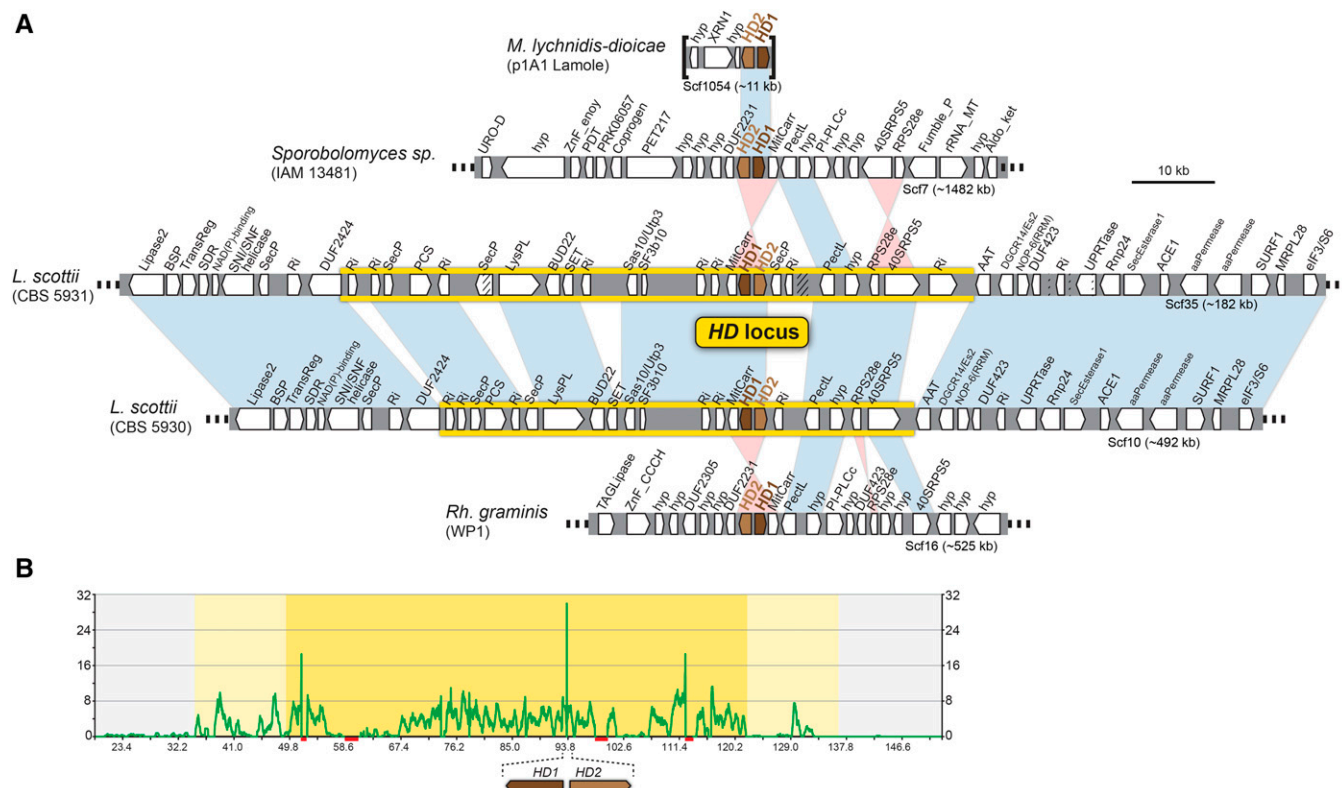 A
hyp XRN1 hyp HD2 HD1
M. lychnidis-dioicae
(p1A1 Lamole)
Scf1054 (~11 kb)
URO-D hyp ZnF_enoy PDT PRK06057 Coprogen PET217 hyp hyp hyp DUF2231 HD2 HD1 MitCarr PectL hyp PI-PLCc hyp hyp 40SRPS5 RPS28e Fumble_P rRNA_MT hyp Aldo_ket
Sporobolomyces sp.
(IAM 13481)
Scf7 (~1482 kb)
10 kb
Lipase2 BSP TransReg SDR NAD(P)-binding SNI/SNF helicase SecP Ri DUF2424 Ri Ri SecP PCS Ri SecP LysPL BUD22 SET Ri Sas10/Utp3 SF3b10 Ri Ri MitCarr HD1 HD2 SecP Ri PectL hyp RPS28e 40SRPS5 Ri AAT DGCR14/Es2 NOP-6(RRM) DUF423 Ri UPRTase Rnp24 SecEsterase1 ACE1 aaPermease aaPermease SURF1 MRPL28 eIF3/iS6
L. scottii
(CBS 5931)
Scf35 (~182 kb)
HD locus
Lipase2 BSP TransReg SDR NAD(P)-binding SNI/SNF helicase SecP Ri DUF2424 Ri Ri SecP PCS Ri SecP LysPL BUD22 SET Sas10/Utp3 SF3b10 Ri Ri MitCarr HD1 HD2 Ri PectL hyp RPS28e 40SRPS5 AAT DGCR14/Es2 NOP-6(RRM) DUF423 Ri UPRTase Rnp24 SecEsterase1 ACE1 aaPermease aaPermease SURF1 MRPL28 eIF3/iS6
L. scottii
(CBS 5930)
Scf10 (~492 kb)
TAGLipase ZnF_CCCH hyp hyp DUF2305 hyp hyp DUF2231 HD2 HD1 MitCarr PectL hyp PI-PLCc hyp DUF423 RPS28e hyp hyp 40SRPS5 hyp hyp hyp
Rh. graminis
(WP1)
Scf16 (~525 kb)
B
32 32
24 24
16 16
8 8
0 0
23.4 32.2 41.0 49.8 58.6 67.4 76.2 85.0 93.8 102.6 111.4 120.2 129.0 137.8 146.6
HD1 HD2